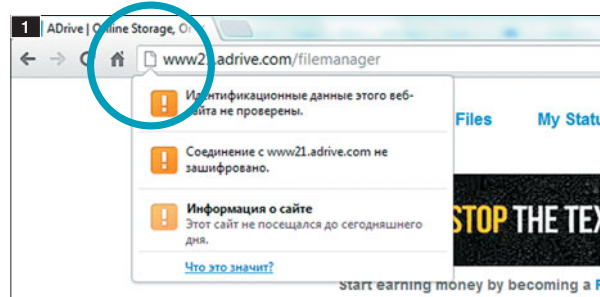 1
ADrive | Online Storage, On
www21.adrive.com/filemanager
Идентификационные данные этого веб-
сайта не проверены.
Files
My Statu
Соединение с www21.adrive.com не
зашифровано.
Информация о сайте
Этот сайт не посещался до сегодняшнего
дня.
STOP THE TEX
Что это значит?
Start earning money by becoming a F